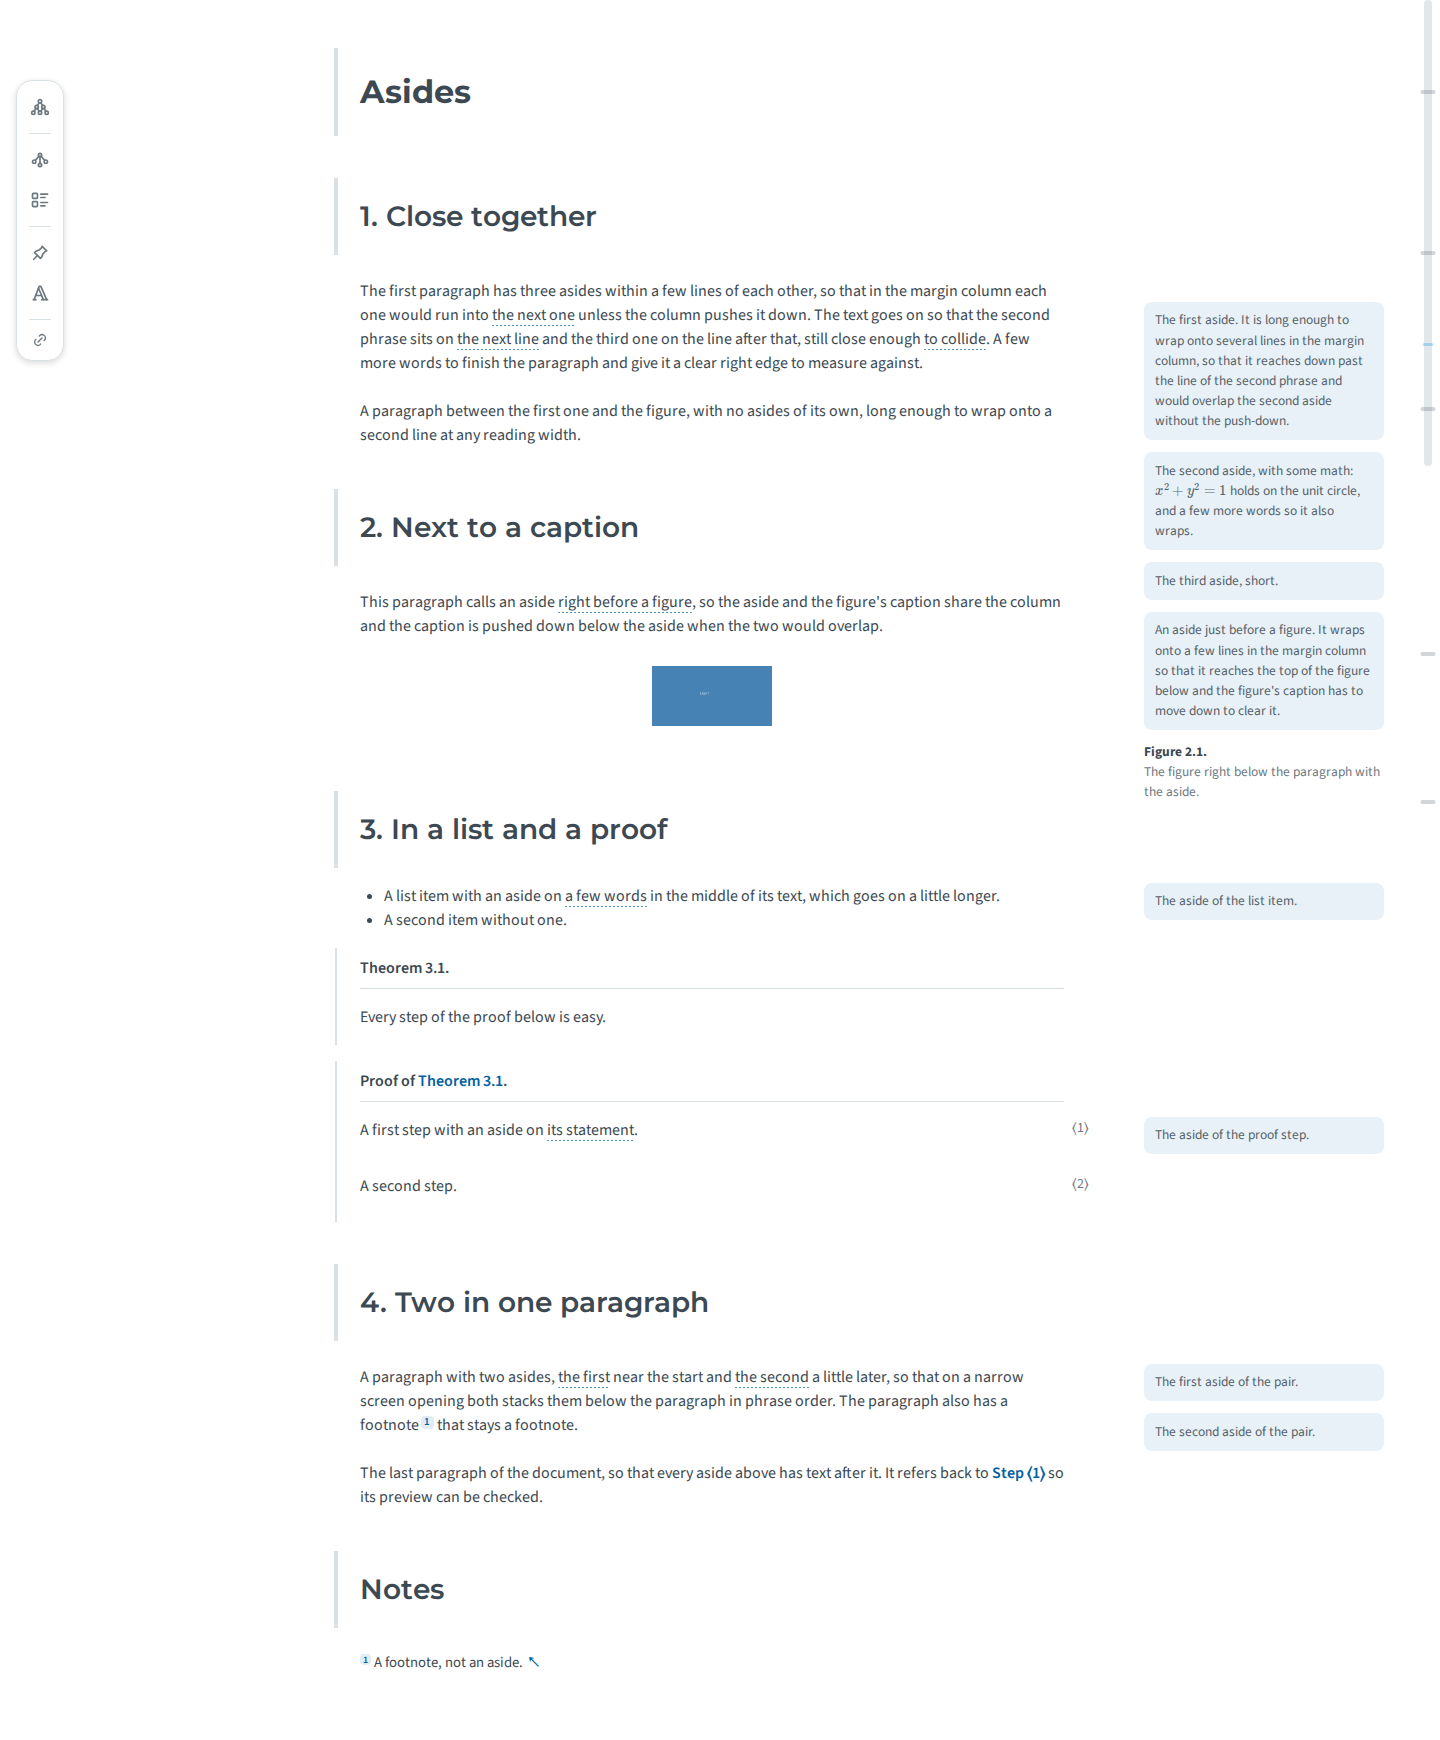 Asides
1. Close together
The first paragraph has three asides within a few lines of each other, so that in the margin column each
one would run into the next one unless the column pushes it down. The text goes on so that the second
phrase sits on the next line and the third one on the line after that, still close enough to collide. A few
more words to finish the paragraph and give it a clear right edge to measure against.
The first aside. It is long enough to
wrap onto several lines in the margin
column, so that it reaches down past
the line of the second phrase and
would overlap the second aside
without the push-down.
A paragraph between the first one and the figure, with no asides of its own, long enough to wrap onto a
second line at any reading width.
The second aside, with some math:
x² + y² = 1 holds on the unit circle,
and a few more words so it also
wraps.
The third aside, short.
2. Next to a caption
This paragraph calls an aside right before a figure, so the aside and the figure's caption share the column
and the caption is pushed down below the aside when the two would overlap.
An aside just before a figure. It wraps
onto a few lines in the margin column
so that it reaches the top of the figure
below and the figure's caption has to
move down to clear it.
Figure 2.1.
The figure right below the paragraph with
the aside.
3. In a list and a proof
• A list item with an aside on a few words in the middle of its text, which goes on a little longer.
• A second item without one.
The aside of the list item.
Theorem 3.1.
Every step of the proof below is easy.
Proof of Theorem 3.1.
A first step with an aside on its statement. ⟨1⟩
The aside of the proof step.
A second step. ⟨2⟩
4. Two in one paragraph
A paragraph with two asides, the first near the start and the second a little later, so that on a narrow
screen opening both stacks them below the paragraph in phrase order. The paragraph also has a
footnote 1 that stays a footnote.
The first aside of the pair.
The second aside of the pair.
The last paragraph of the document, so that every aside above has text after it. It refers back to Step ⟨1⟩ so
its preview can be checked.
Notes
1 A footnote, not an aside. ↖